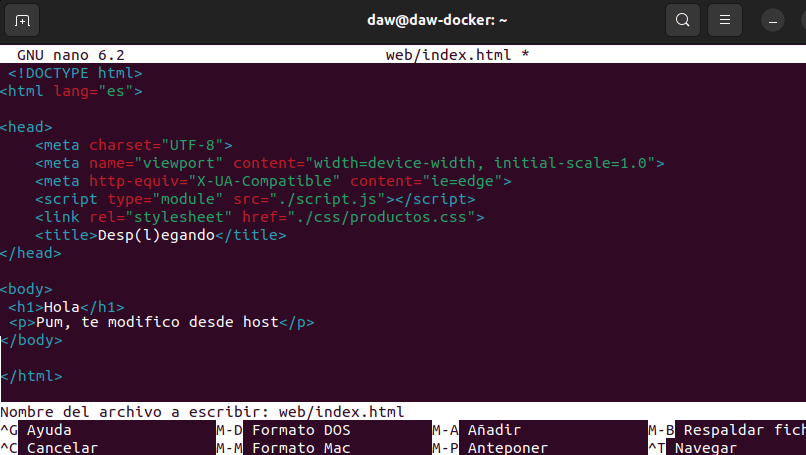 daw@daw-docker: ~
GNU nano 6.2 web/index.html *
<!DOCTYPE html>
<html lang="es">
<head>
<meta charset="UTF-8">
<meta name="viewport" content="width=device-width, initial-scale=1.0">
<meta http-equiv="X-UA-Compatible" content="ie=edge">
<script type="module" src="./script.js"></script>
<link rel="stylesheet" href="./css/productos.css">
<title>Desp(l)egando</title>
</head>
<body>
<h1>Hola</h1>
<p>Pum, te modifico desde host</p>
</body>
</html>
Nombre del archivo a escribir: web/index.html
^G Ayuda M-D Formato DOS M-A Añadir M-B Respaldar fich
^C Cancelar M-M Formato Mac M-P Anteponer ^T Navegar